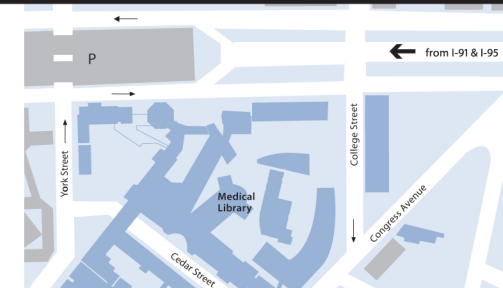 P
from I-91 & I-95
York Street
College Street
Medical
Library
Congress Avenue
Cedar Street